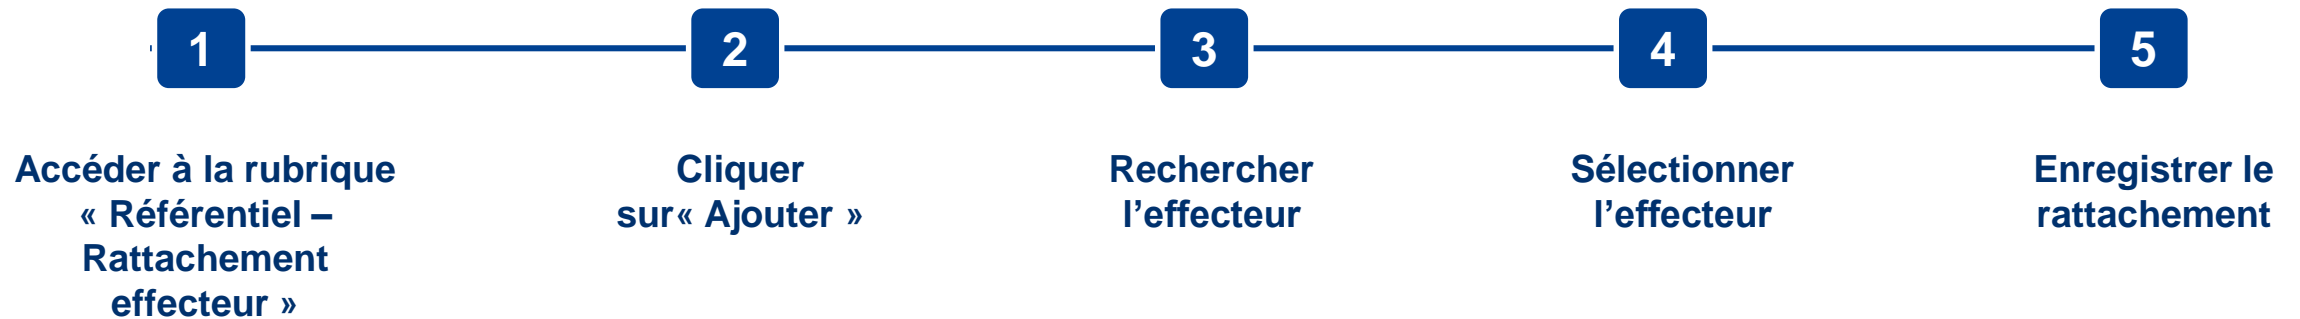 1
Accéder à la rubrique
« Référentiel –
Rattachement
effecteur »
2
Cliquer
sur« Ajouter »
3
Rechercher
l’effecteur
4
Sélectionner
l’effecteur
5
Enregistrer le
rattachement